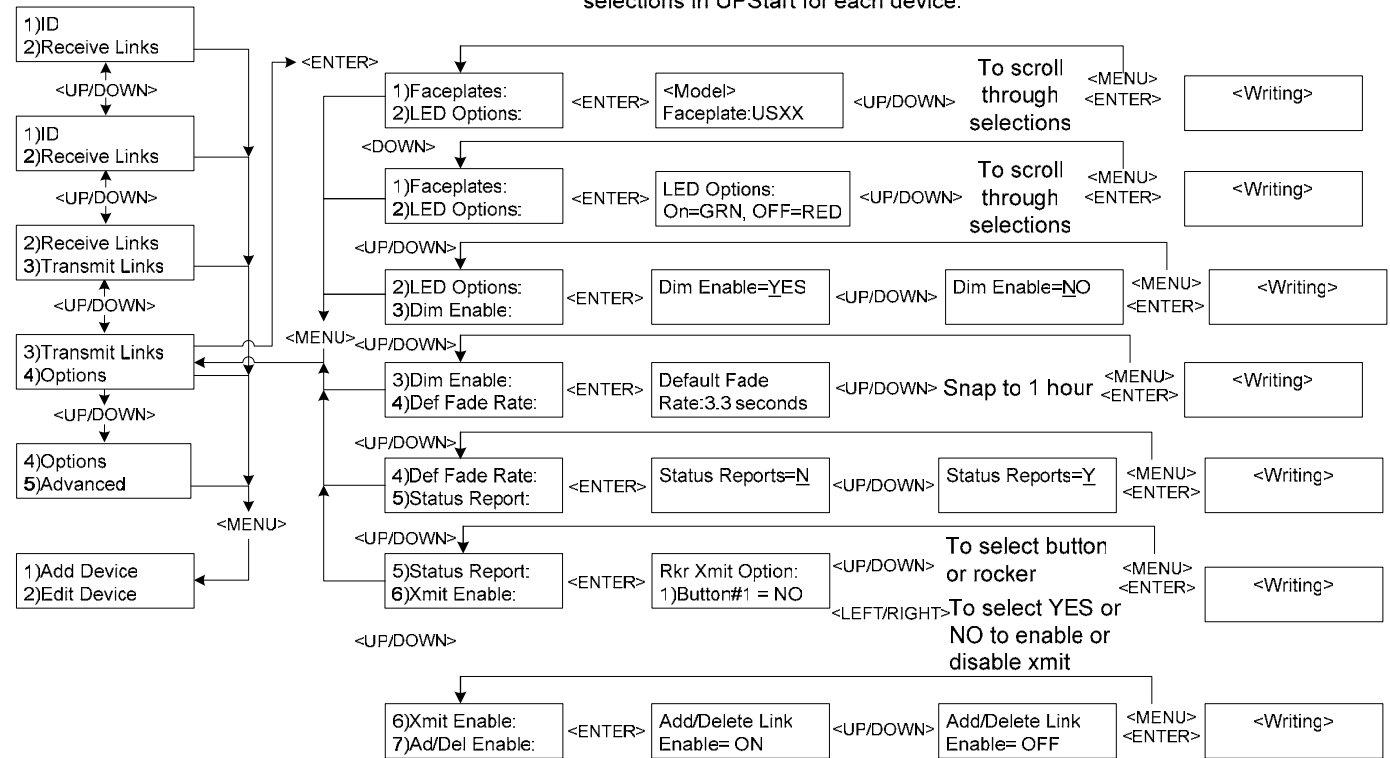 selections in UPStart for each device.
1)ID
2)Receive Links
<UP/DOWN>
1)ID
2)Receive Links
<UP/DOWN>
2)Receive Links
3)Transmit Links
<UP/DOWN>
3)Transmit Links
4)Options
<UP/DOWN>
4)Options
5)Advanced
<MENU>
1)Add Device
2)Edit Device
<ENTER>
1)Faceplates:
2)LED Options:
<ENTER>
<Model>
Faceplate:USXX
<UP/DOWN>
To scroll
through
selections
<MENU>
<ENTER>
<Writing>
<DOWN>
1)Faceplates:
2)LED Options:
<ENTER>
LED Options:
On=GRN, OFF=RED
<UP/DOWN>
To scroll
through
selections
<MENU>
<ENTER>
<Writing>
<UP/DOWN>
2)LED Options:
3)Dim Enable:
<ENTER>
Dim Enable=YES
<UP/DOWN>
Dim Enable=NO
<MENU>
<ENTER>
<Writing>
<MENU>
<UP/DOWN>
3)Dim Enable:
4)Def Fade Rate:
<ENTER>
Default Fade
Rate:3.3 seconds
<UP/DOWN>
Snap to 1 hour
<MENU>
<ENTER>
<Writing>
<UP/DOWN>
4)Def Fade Rate:
5)Status Report:
<ENTER>
Status Reports=N
<UP/DOWN>
Status Reports=Y
<MENU>
<ENTER>
<Writing>
<UP/DOWN>
5)Status Report:
6)Xmit Enable:
<ENTER>
Rkr Xmit Option:
1)Button#1 = NO
<UP/DOWN>
To select button
or rocker
<LEFT/RIGHT>
To select YES or
NO to enable or
disable xmit
<MENU>
<ENTER>
<Writing>
<UP/DOWN>
6)Xmit Enable:
7)Ad/Del Enable:
<ENTER>
Add/Delete Link
Enable= ON
<UP/DOWN>
Add/Delete Link
Enable= OFF
<MENU>
<ENTER>
<Writing>